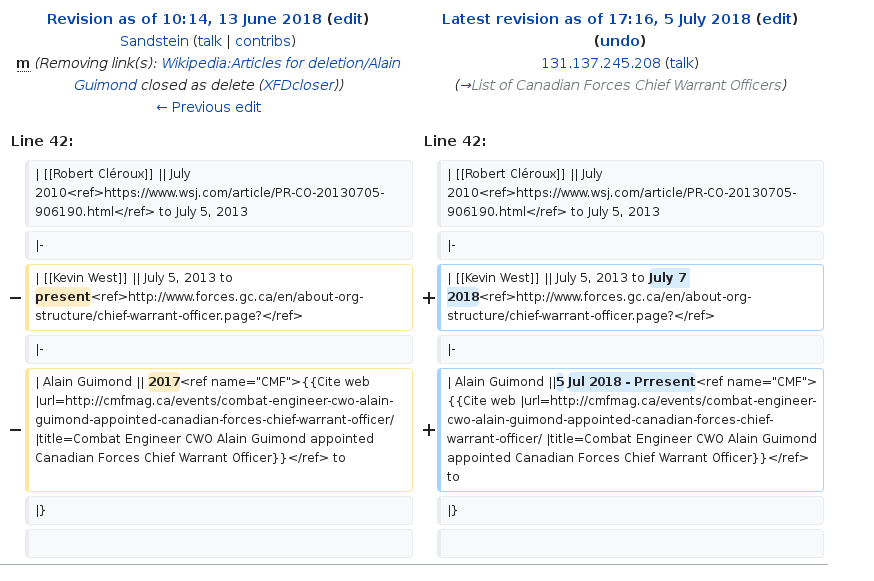 Revision as of 10:14, 13 June 2018 (edit)
Sandstein (talk | contribs)
m (Removing link(s): Wikipedia:Articles for deletion/Alain
Guimond closed as delete (XFDcloser))
← Previous edit
Latest revision as of 17:16, 5 July 2018 (edit)
(undo)
131.137.245.208 (talk)
(→List of Canadian Forces Chief Warrant Officers)
Line 42:
Line 42:
| [[Robert Cléroux]] || July
2010<ref>https://www.wsj.com/article/PR-CO-20130705-
906190.html</ref> to July 5, 2013
| [[Robert Cléroux]] || July
2010<ref>https://www.wsj.com/article/PR-CO-20130705-
906190.html</ref> to July 5, 2013
|-
|-
−
| [[Kevin West]] || July 5, 2013 to
present<ref>http://www.forces.gc.ca/en/about-org-
structure/chief-warrant-officer.page?</ref>
+
| [[Kevin West]] || July 5, 2013 to July 7
2018<ref>http://www.forces.gc.ca/en/about-org-
structure/chief-warrant-officer.page?</ref>
|-
|-
−
| Alain Guimond || 2017<ref name="CMF">{{Cite web
|url=http://cmfmag.ca/events/combat-engineer-cwo-alain-
guimond-appointed-canadian-forces-chief-warrant-officer/
|title=Combat Engineer CWO Alain Guimond appointed
Canadian Forces Chief Warrant Officer}}</ref> to
+
| Alain Guimond ||5 Jul 2018 - Prresent<ref name="CMF">
{{Cite web |url=http://cmfmag.ca/events/combat-engineer-
cwo-alain-guimond-appointed-canadian-forces-chief-
warrant-officer/ |title=Combat Engineer CWO Alain Guimond
appointed Canadian Forces Chief Warrant Officer}}</ref>
to
|}
|}